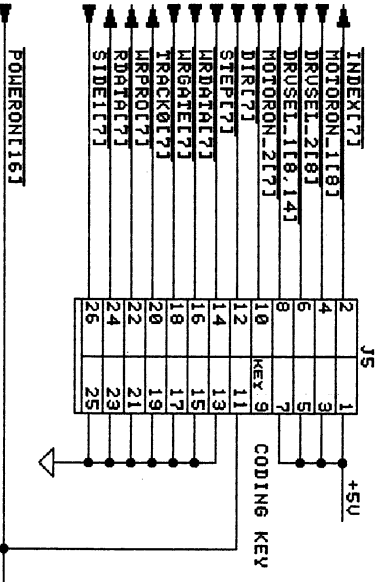 J5
INDEX[7] 2 1 +5V
MOTORON_1[8] 4 3
DRVSEL_2[8] 6 5
DRVSEL_1[8,14] 8 7
MOTORON_2[7] 10 KEY 9 CODING KEY
DIR[7] 12 11
STEP[7] 14 13
WRDATA[7] 16 15
WRGATE[7] 18 17
TRACK0[7] 20 19
WRPRO[7] 22 21
RDATA[7] 24 23
SIDE1[7] 26 25
POWERON[16]